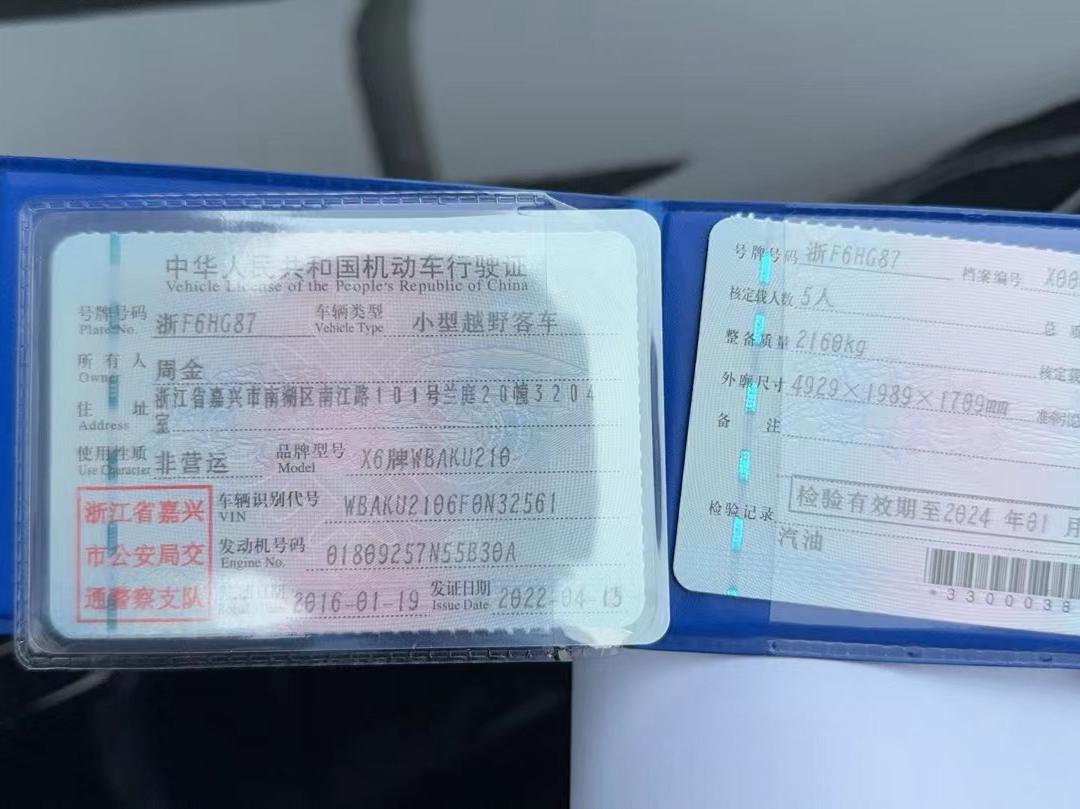 中华人民共和国机动车行驶证
Vehicle License of the People's Republic of China
号牌号码 浙F6HG87 车辆类型 小型越野客车
Plate No. Vehicle Type
所有人 周金
Owner
住址 浙江省嘉兴市南湖区南江路101号兰庭20幢3204
Address 室
使用性质 非营运 品牌型号 X6牌WBAKU210
Use Character Model
浙江省嘉兴
市公安局交
通警察支队
车辆识别代号 WBAKU2106F0N32561
VIN
发动机号码 01809257N55B30A
Engine No.
2016-01-19 发证日期 2022-04-15
Issue Date
号牌号码 浙F6HG87 档案编号 X00
核定载人数 5人 总
整备质量 2160kg 核定载
外廓尺寸 4929×1989×1709mm 准牵引
备注
检验有效期至2024年01月
检验记录
汽油
*3300038